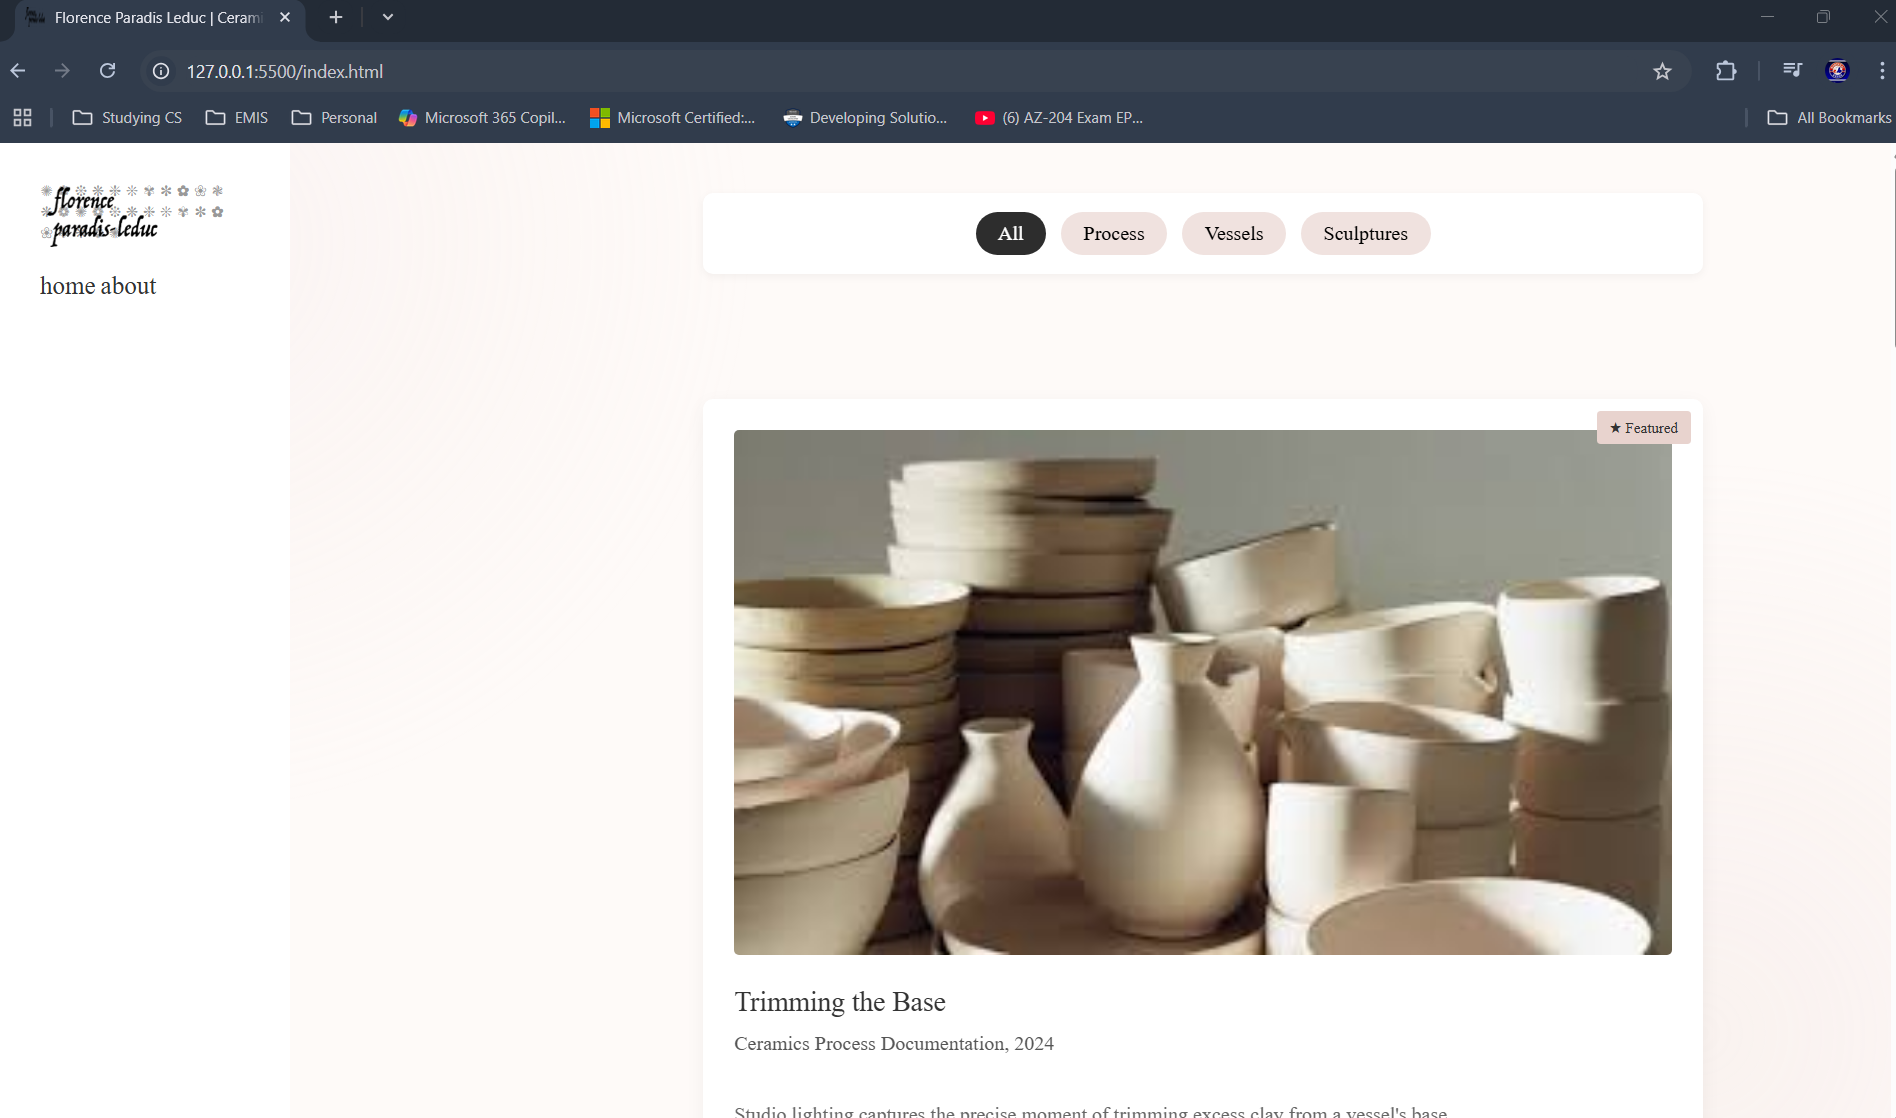 Florence Paradis Leduc | Cerami
127.0.0.1:5500/index.html
Studying CS
EMIS
Personal
Microsoft 365 Copil...
Microsoft Certified:...
Developing Solutio...
(6) AZ-204 Exam EP...
All Bookmarks
florence
paradis-leduc
home about
All
Process
Vessels
Sculptures
★ Featured
Trimming the Base
Ceramics Process Documentation, 2024
Studio lighting captures the precise moment of trimming excess clay from a vessel's base